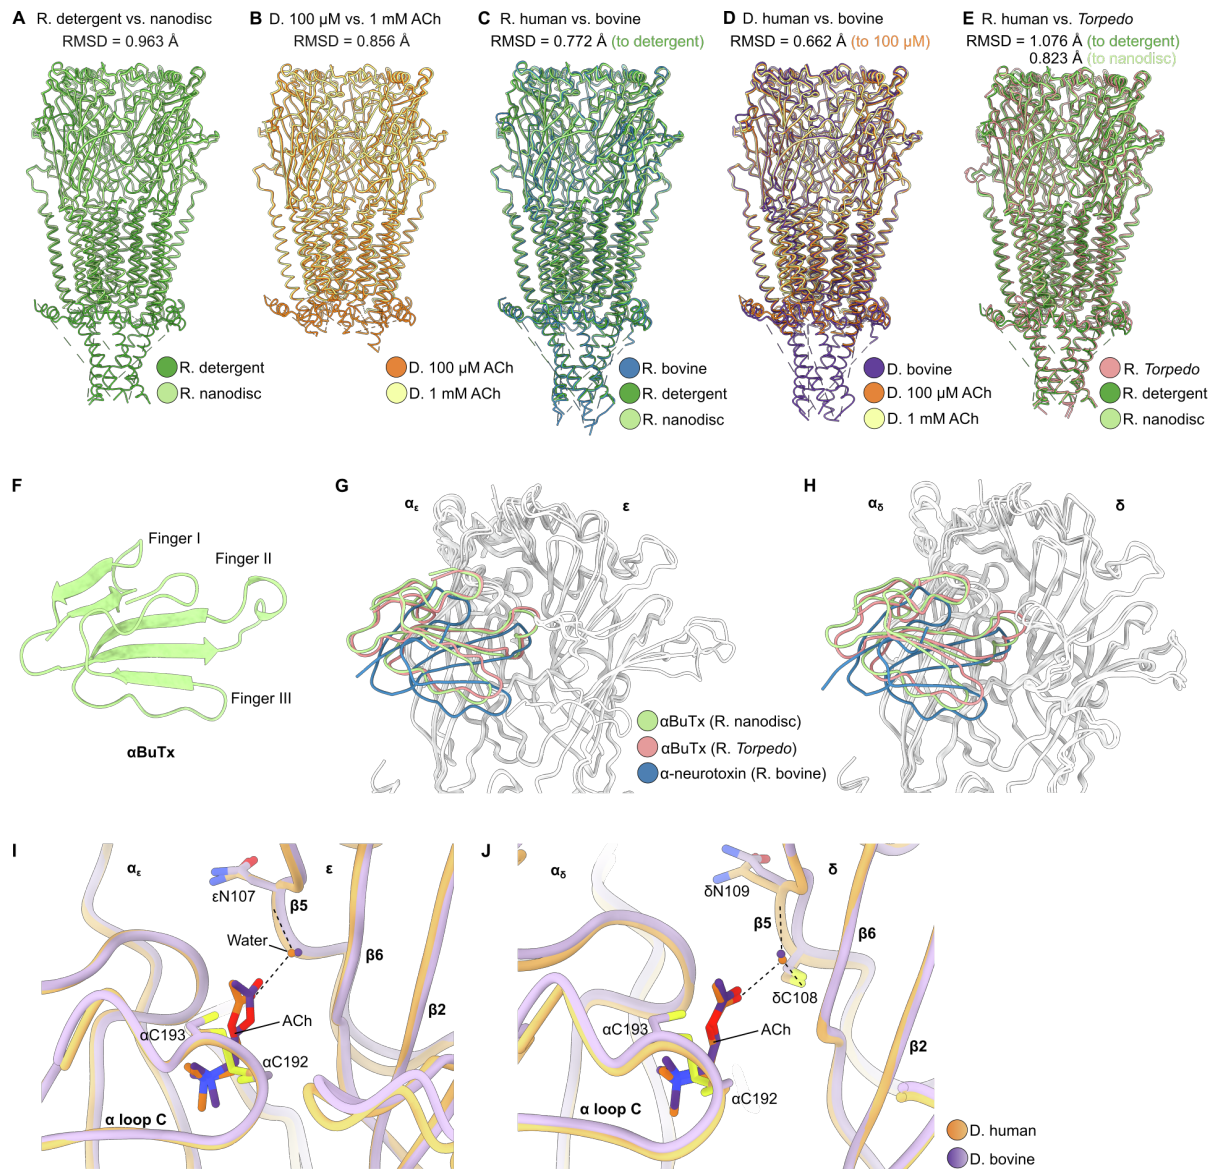 A R. detergent vs. nanodisc
RMSD = 0.963 Å
R. detergent
R. nanodisc
B D. 100 µM vs. 1 mM ACh
RMSD = 0.856 Å
D. 100 µM ACh
D. 1 mM ACh
C R. human vs. bovine
RMSD = 0.772 Å (to detergent)
R. bovine
R. detergent
R. nanodisc
D D. human vs. bovine
RMSD = 0.662 Å (to 100 µM)
D. bovine
D. 100 µM ACh
D. 1 mM ACh
E R. human vs. Torpedo
RMSD = 1.076 Å (to detergent)
0.823 Å (to nanodisc)
R. Torpedo
R. detergent
R. nanodisc
F
Finger I
Finger II
Finger III
αBuTx
G
αε
ε
αBuTx (R. nanodisc)
αBuTx (R. Torpedo)
α-neurotoxin (R. bovine)
H
αδ
δ
I
αε
ε
εN107
β5
Water
β6
β2
αC193
ACh
αC192
α loop C
J
αδ
δ
δN109
β5
β6
δC108
αC193
ACh
β2
αC192
α loop C
D. human
D. bovine